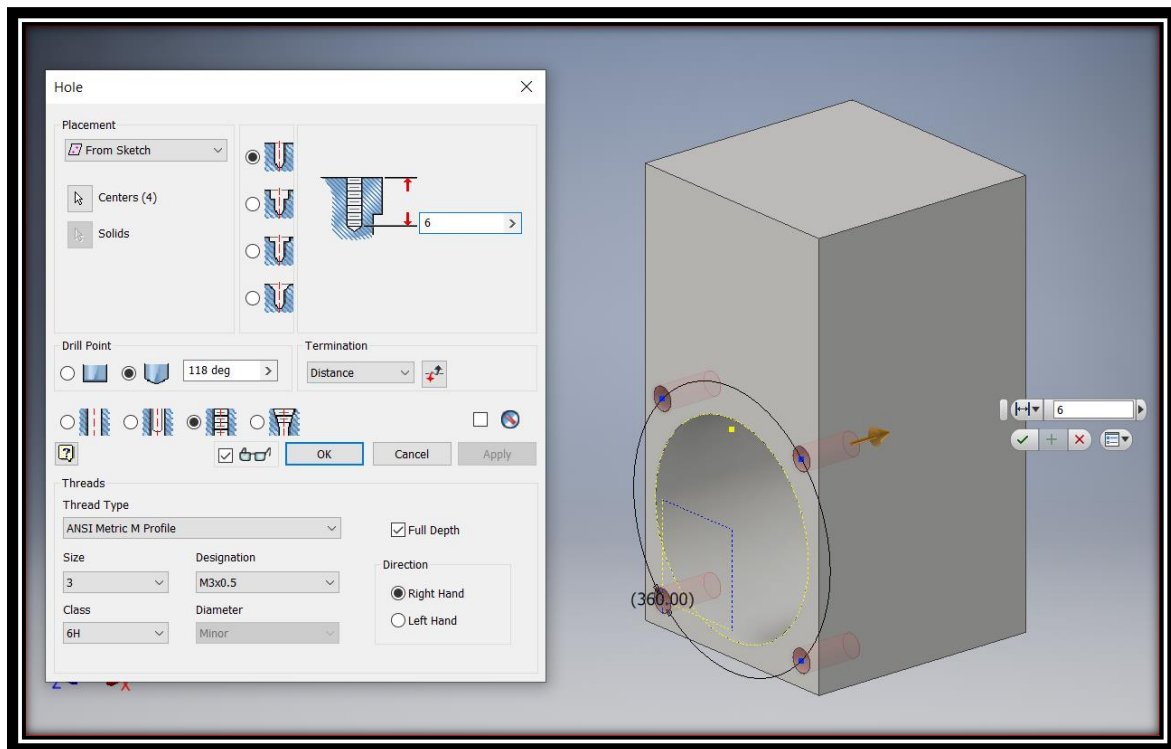 Hole
Placement
From Sketch
Centers (4)
Solids
6
Drill Point
118 deg
Termination
Distance
OK
Cancel
Apply
Threads
Thread Type
ANSI Metric M Profile
Full Depth
Size
Designation
3
M3x0.5
Direction
Right Hand
Left Hand
Class
Diameter
6H
Minor
6
(360.00)
Z
X